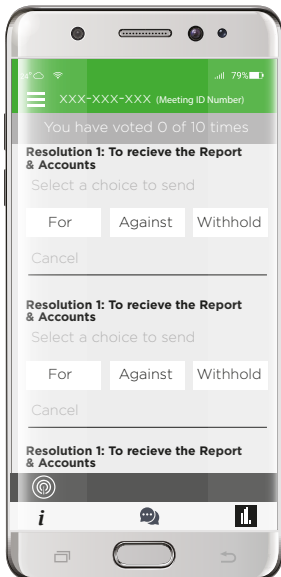 79%
XXX-XXX-XXX (Meeting ID Number)
You have voted 0 of 10 times
Resolution 1: To recieve the Report
& Accounts
Select a choice to send
For Against Withhold
Cancel
Resolution 1: To recieve the Report
& Accounts
Select a choice to send
For Against Withhold
Cancel
Resolution 1: To recieve the Report
& Accounts
i